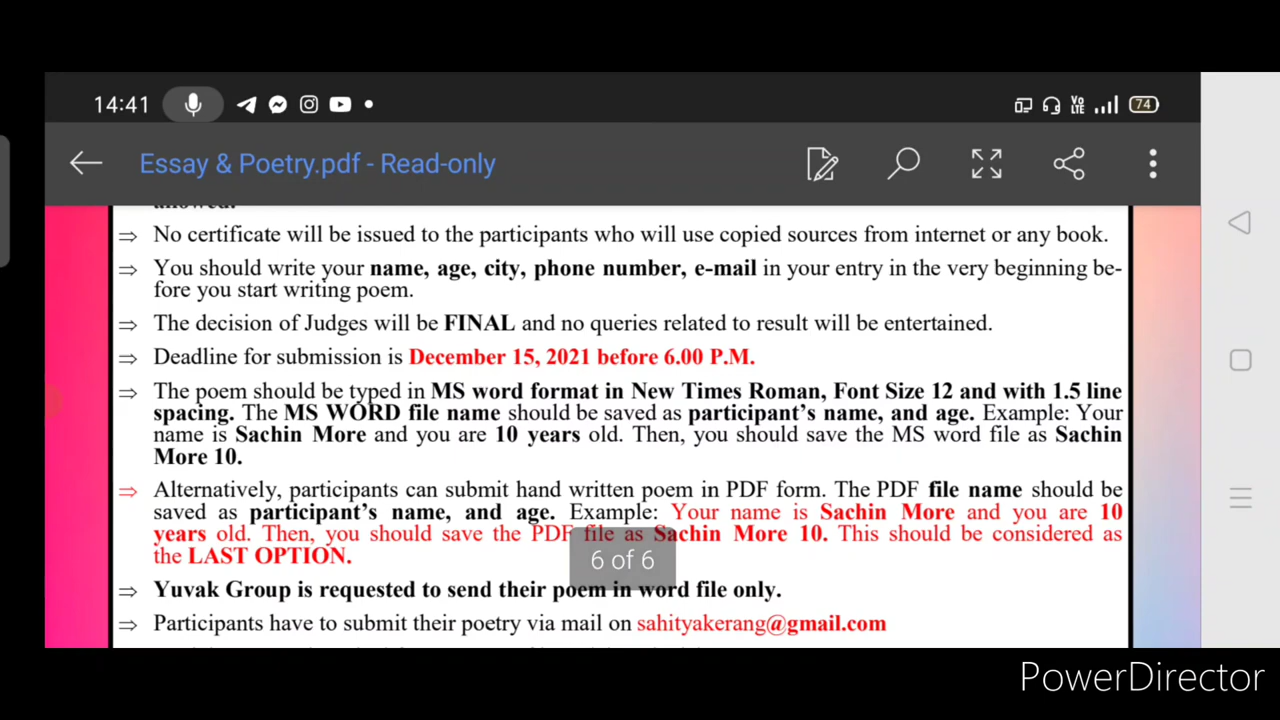 14:41 Vo LTE 74
Essay & Poetry.pdf - Read-only
allowed.
⇒ No certificate will be issued to the participants who will use copied sources from internet or any book.
⇒ You should write your name, age, city, phone number, e-mail in your entry in the very beginning be-
fore you start writing poem.
⇒ The decision of Judges will be FINAL and no queries related to result will be entertained.
⇒ Deadline for submission is December 15, 2021 before 6.00 P.M.
⇒ The poem should be typed in MS word format in New Times Roman, Font Size 12 and with 1.5 line
spacing. The MS WORD file name should be saved as participant's name, and age. Example: Your
name is Sachin More and you are 10 years old. Then, you should save the MS word file as Sachin
More 10.
⇒ Alternatively, participants can submit hand written poem in PDF form. The PDF file name should be
saved as participant's name, and age. Example: Your name is Sachin More and you are 10
years old. Then, you should save the PDF file as Sachin More 10. This should be considered as
the LAST OPTION.
6 of 6
⇒ Yuvak Group is requested to send their poem in word file only.
⇒ Participants have to submit their poetry via mail on sahityakerang@gmail.com
PowerDirector